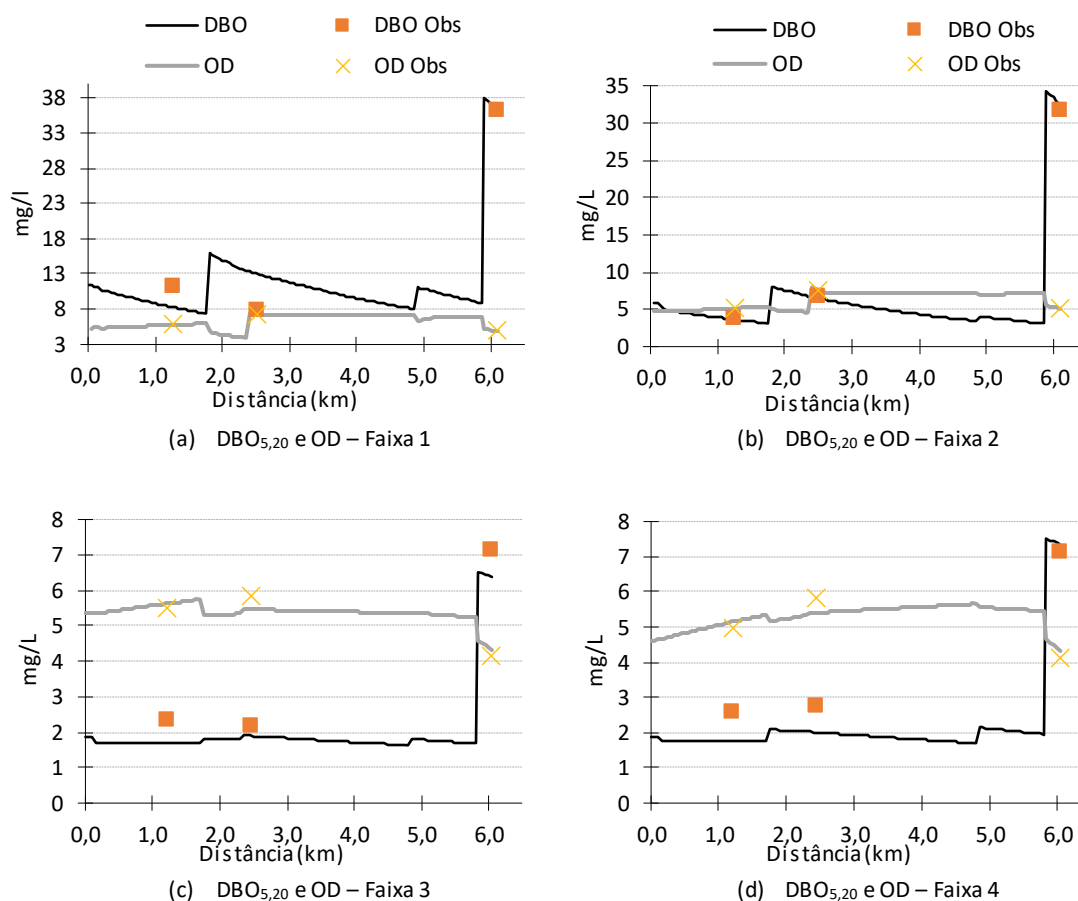 DBO
DBO Obs
OD
OD Obs
38
33
28
23
18
13
8
3
mg/l
0,0 1,0 2,0 3,0 4,0 5,0 6,0
Distância (km)
(a) DBO5,20 e OD – Faixa 1
DBO
DBO Obs
OD
OD Obs
35
30
25
20
15
10
5
0
mg/L
0,0 1,0 2,0 3,0 4,0 5,0 6,0
Distância (km)
(b) DBO5,20 e OD – Faixa 2
8
7
6
5
4
3
2
1
0
mg/L
0,0 1,0 2,0 3,0 4,0 5,0 6,0
Distância (km)
(c) DBO5,20 e OD – Faixa 3
8
7
6
5
4
3
2
1
0
mg/L
0,0 1,0 2,0 3,0 4,0 5,0 6,0
Distância (km)
(d) DBO5,20 e OD – Faixa 4